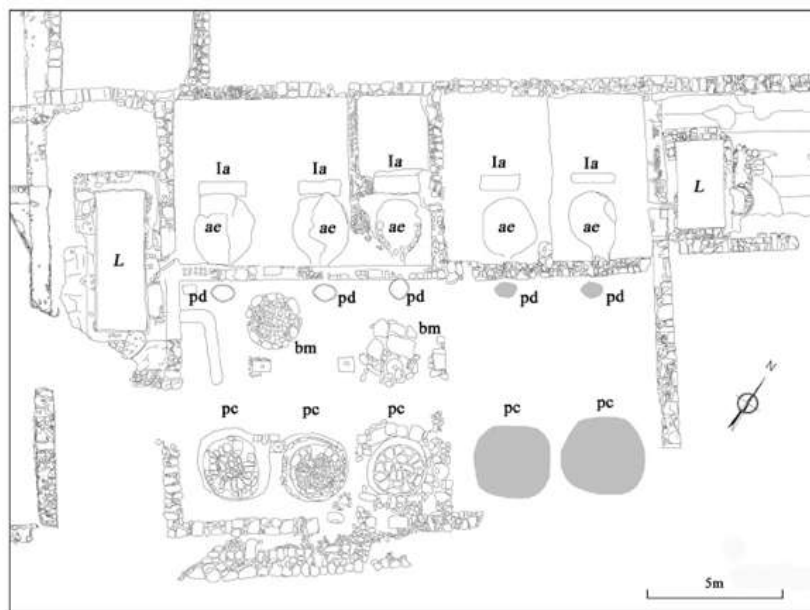 Ia Ia Ia Ia Ia
L
ae ae ae ae ae
L
pd pd pd pd pd
bm
bm
pc pc pc pc pc
N
5m